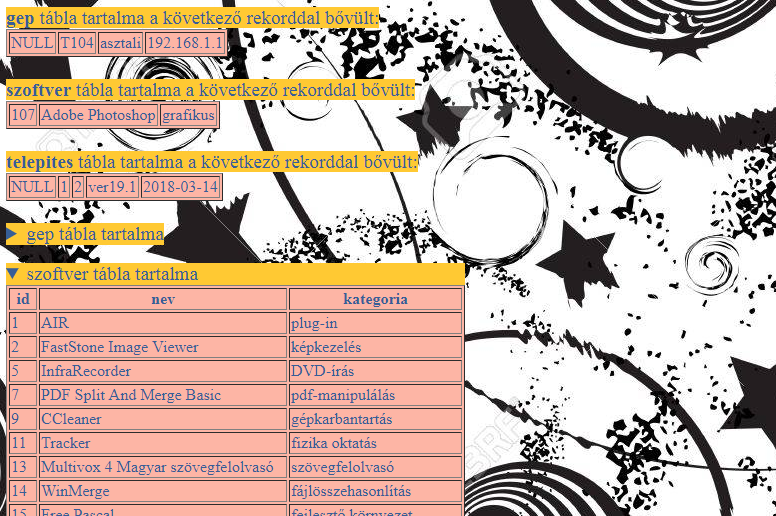 gep tábla tartalma a következő rekorddal bővült:
NULL T104 asztali 192.168.1.1
szoftver tábla tartalma a következő rekorddal bővült:
107 Adobe Photoshop grafikus
telepites tábla tartalma a következő rekorddal bővült:
NULL 1 2 ver19.1 2018-03-14
▶ gep tábla tartalma
▼ szoftver tábla tartalma
id nev kategoria
1 AIR plug-in
2 FastStone Image Viewer képkezelés
5 InfraRecorder DVD-írás
7 PDF Split And Merge Basic pdf-manipulálás
9 CCleaner gépkarbantartás
11 Tracker fizika oktatás
13 Multivox 4 Magyar szövegfelolvasó szövegfelolvasó
14 WinMerge fájlösszehasonlítás
15 Free Pascal fejlesztő környezet